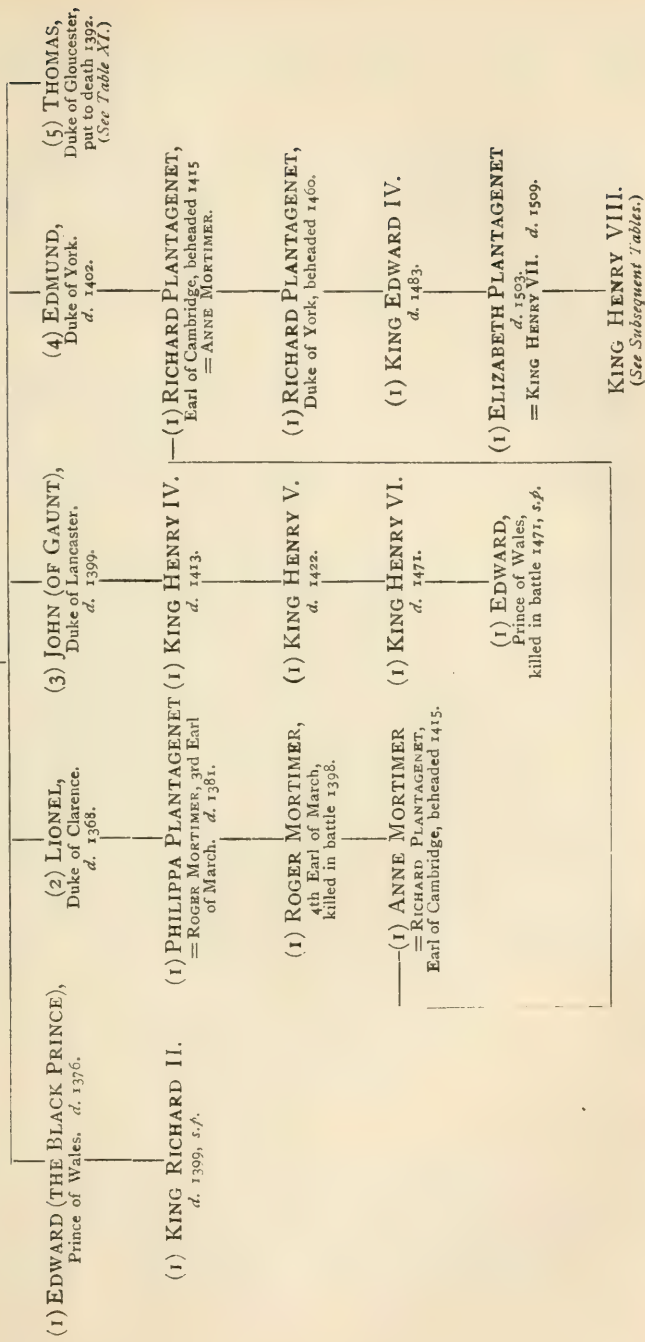 (1) EDWARD (THE BLACK PRINCE),
Prince of Wales. d. 1376.
(1) KING RICHARD II.
d. 1399, s.p.
(2) LIONEL,
Duke of Clarence.
d. 1368.
(1) PHILIPPA PLANTAGENET
= ROGER MORTIMER, 3rd Earl
of March. d. 1381.
(1) ROGER MORTIMER,
4th Earl of March,
killed in battle 1398.
(1) ANNE MORTIMER
= RICHARD PLANTAGENET,
Earl of Cambridge, beheaded 1415.
(3) JOHN (OF GAUNT),
Duke of Lancaster.
d. 1399.
(1) KING HENRY IV.
d. 1413.
(1) KING HENRY V.
d. 1422.
(1) KING HENRY VI.
d. 1471.
(1) EDWARD,
Prince of Wales,
killed in battle 1471, s.p.
(4) EDMUND,
Duke of York.
d. 1402.
(1) RICHARD PLANTAGENET,
Earl of Cambridge, beheaded 1415
= ANNE MORTIMER.
(1) RICHARD PLANTAGENET,
Duke of York, beheaded 1460.
(1) KING EDWARD IV.
d. 1483.
(1) ELIZABETH PLANTAGENET
d. 1503.
= KING HENRY VII. d. 1509.
KING HENRY VIII.
(See Subsequent Tables.)
(5) THOMAS,
Duke of Gloucester,
put to death 1392.
(See Table XI.)